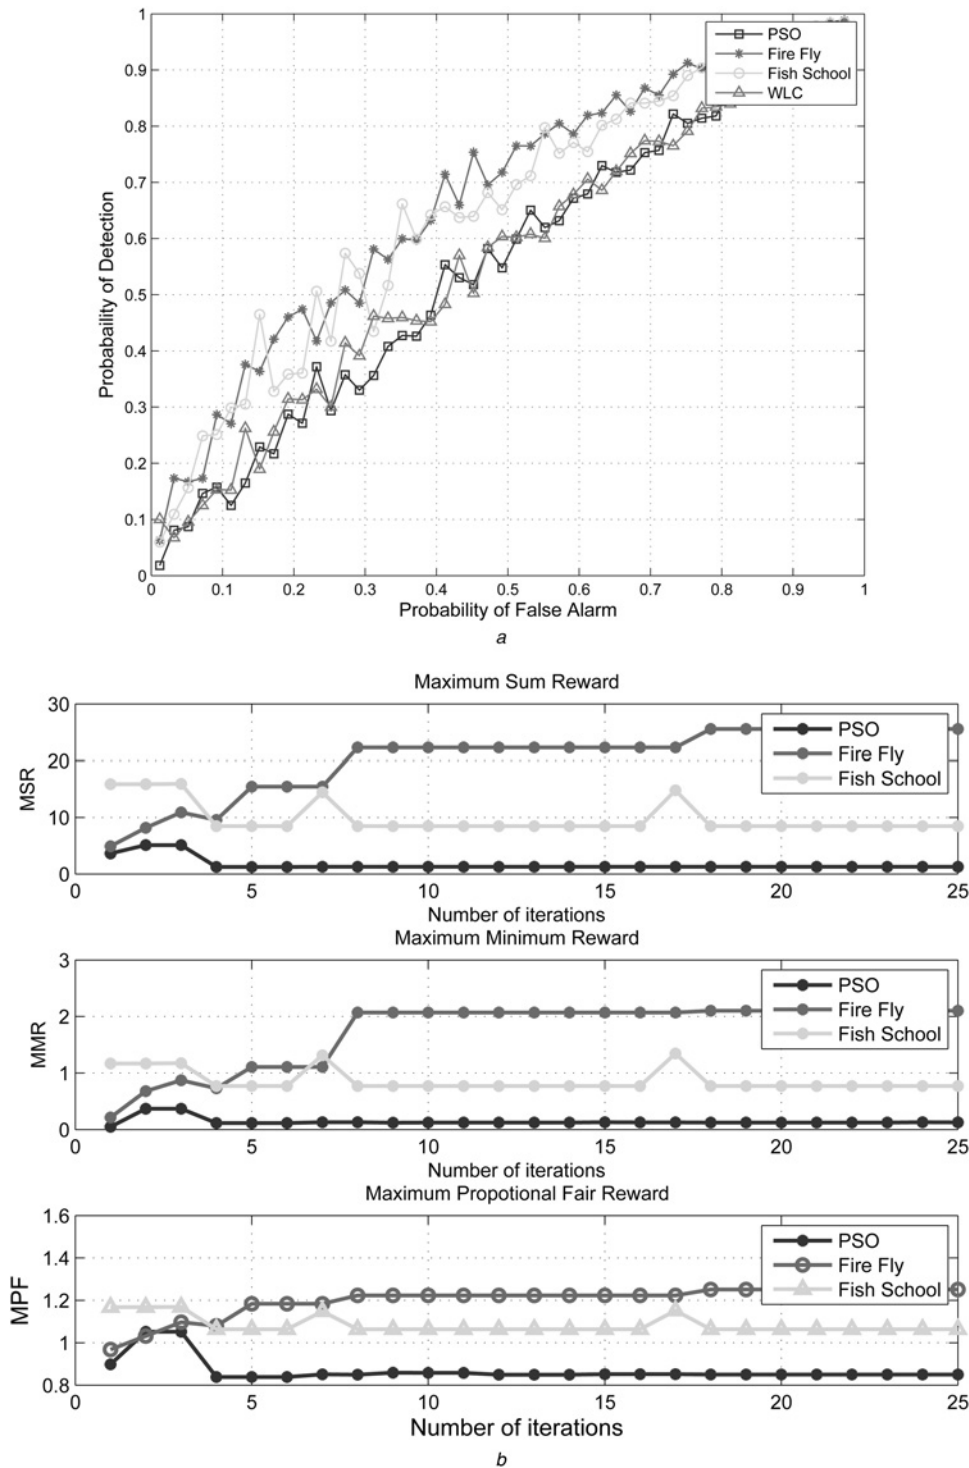 1
0.9
0.8
0.7
0.6
0.5
0.4
0.3
0.2
0.1
0
Probabaility of Detection
PSO
Fire Fly
Fish School
WLC
0 0.1 0.2 0.3 0.4 0.5 0.6 0.7 0.8 0.9 1
Probability of False Alarm
a
Maximum Sum Reward
30
20
10
0
MSR
PSO
Fire Fly
Fish School
0 5 10 15 20 25
Number of iterations
Maximum Minimum Reward
3
2
1
0
MMR
PSO
Fire Fly
Fish School
0 5 10 15 20 25
Number of iterations
Maximum Propotional Fair Reward
1.6
1.4
1.2
1
0.8
MPF
PSO
Fire Fly
Fish School
0 5 10 15 20 25
Number of iterations
b